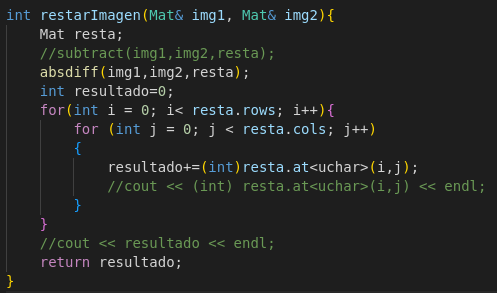 int restarImagen(Mat& img1, Mat& img2){
    Mat resta;
    //subtract(img1,img2,resta);
    absdiff(img1,img2,resta);
    int resultado=0;
    for(int i = 0; i< resta.rows; i++){
        for (int j = 0; j < resta.cols; j++)
        {
            resultado+=(int)resta.at<uchar>(i,j);
            //cout << (int) resta.at<uchar>(i,j) << endl;
        }
    }
    //cout << resultado << endl;
    return resultado;
}